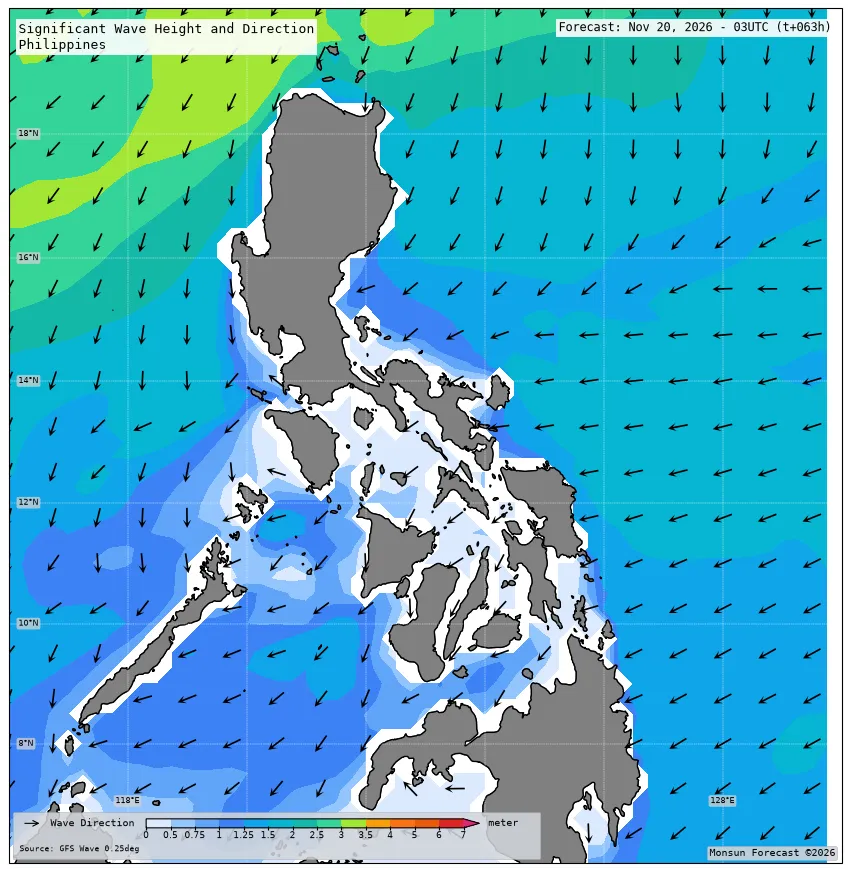 Significant Wave Height and Direction
Philippines
Forecast: Nov 20, 2026 - 03UTC (t+063h)
18°N
16°N
14°N
12°N
10°N
8°N
118°E
128°E
Wave Direction
meter
0 0.5 0.75 1 1.25 1.5 2 2.5 3 3.5 4 5 6 7
Source: GFS Wave 0.25deg
Monsun Forecast ©2026